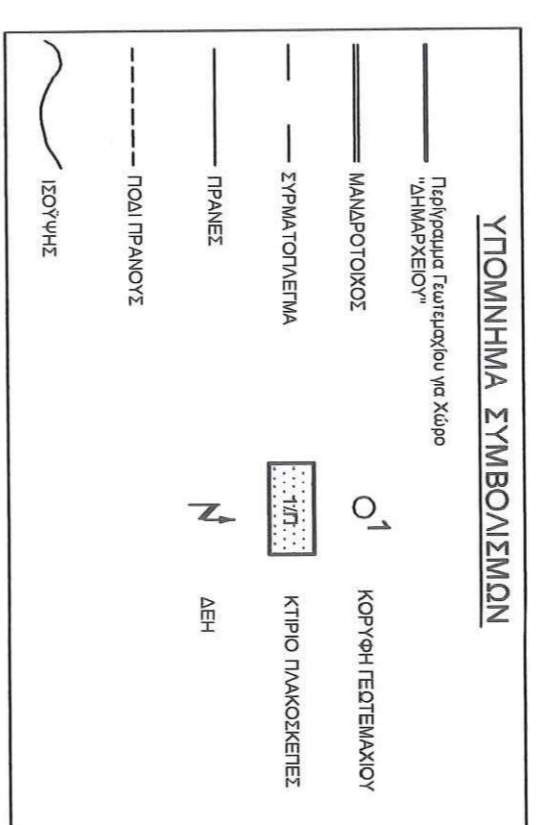 ΥΠΟΜΝΗΜΑ ΣΥΜΒΟΛΙΣΜΩΝ
Περίγραμμα Γεωτεμαχίου για Χώρο
"ΔΗΜΑΡΧΕΙΟΥ"
ΜΑΝΔΡΟΤΟΙΧΟΣ
ΣΥΡΜΑΤΟΠΛΕΓΜΑ
ΠΡΑΝΕΣ
ΠΟΔΙ ΠΡΑΝΟΥΣ
ΙΣΟΫΨΗΣ
1
ΚΟΡΥΦΗ ΓΕΩΤΕΜΑΧΙΟΥ
1/Π
ΚΤΙΡΙΟ ΠΛΑΚΟΣΚΕΠΕΣ
ΔΕΗ